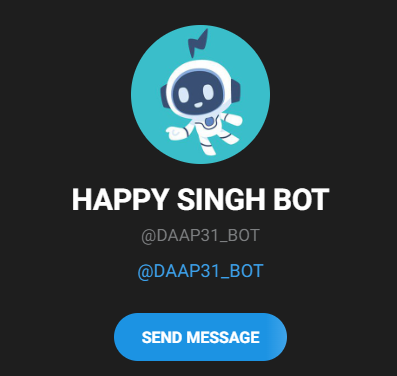 HAPPY SINGH BOT
@DAAP31_BOT
@DAAP31_BOT
SEND MESSAGE